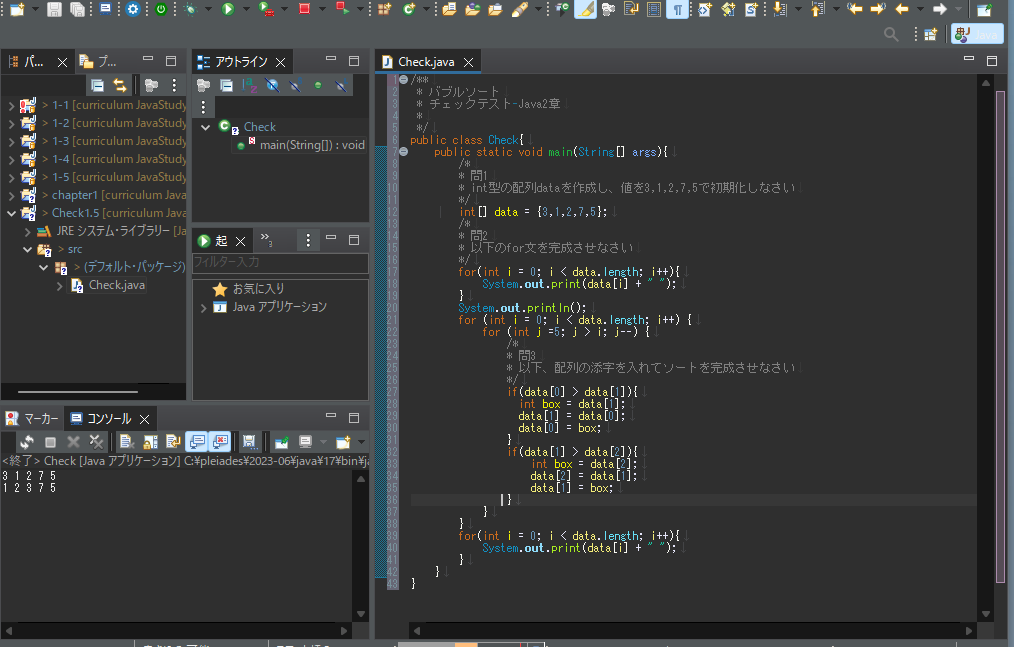 Java
パ...
プ...
> 1-1 [curriculum JavaStudy
> 1-2 [curriculum JavaStudy
> 1-3 [curriculum JavaStudy
> 1-4 [curriculum JavaStudy
> 1-5 [curriculum JavaStudy
> chapter1 [curriculum Java
> Check1.5 [curriculum Java
JRE システム・ライブラリー [Ja
> src
> (デフォルト・パッケージ)
Check.java
アウトライン
Check
main(String[]) : void
起
»3
フィルター入力
お気に入り
Java アプリケーション
マーカー
コンソール
<終了> Check [Java アプリケーション] C:¥pleiades¥2023-06¥java¥17¥bin¥ja
3 1 2 7 5
1 2 3 7 5
Check.java
1 /**
2 * バブルソート
3 * チェックテスト-Java2章
4 *
5 */
6 public class Check{
7 public static void main(String[] args){
8 /*
9 * 問1
10 * int型の配列dataを作成し、値を3,1,2,7,5で初期化しなさい
11 */
12 int[] data = {3,1,2,7,5};
13 /*
14 * 問2
15 * 以下のfor文を完成させなさい
16 */
17 for(int i = 0; i < data.length; i++){
18 System.out.print(data[i] + " ");
19 }
20 System.out.println();
21 for (int i = 0; i < data.length; i++) {
22 for (int j =5; j > i; j--) {
23 /*
24 * 問3
25 * 以下、配列の添字を入れてソートを完成させなさい
26 */
27 if(data[0] > data[1]){
28 int box = data[1];
29 data[1] = data[0];
30 data[0] = box;
31 }
32 if(data[1] > data[2]){
33 int box = data[2];
34 data[2] = data[1];
35 data[1] = box;
36 }
37 }
38 }
39 for(int i = 0; i < data.length; i++){
40 System.out.print(data[i] + " ");
41 }
42 }
43 }